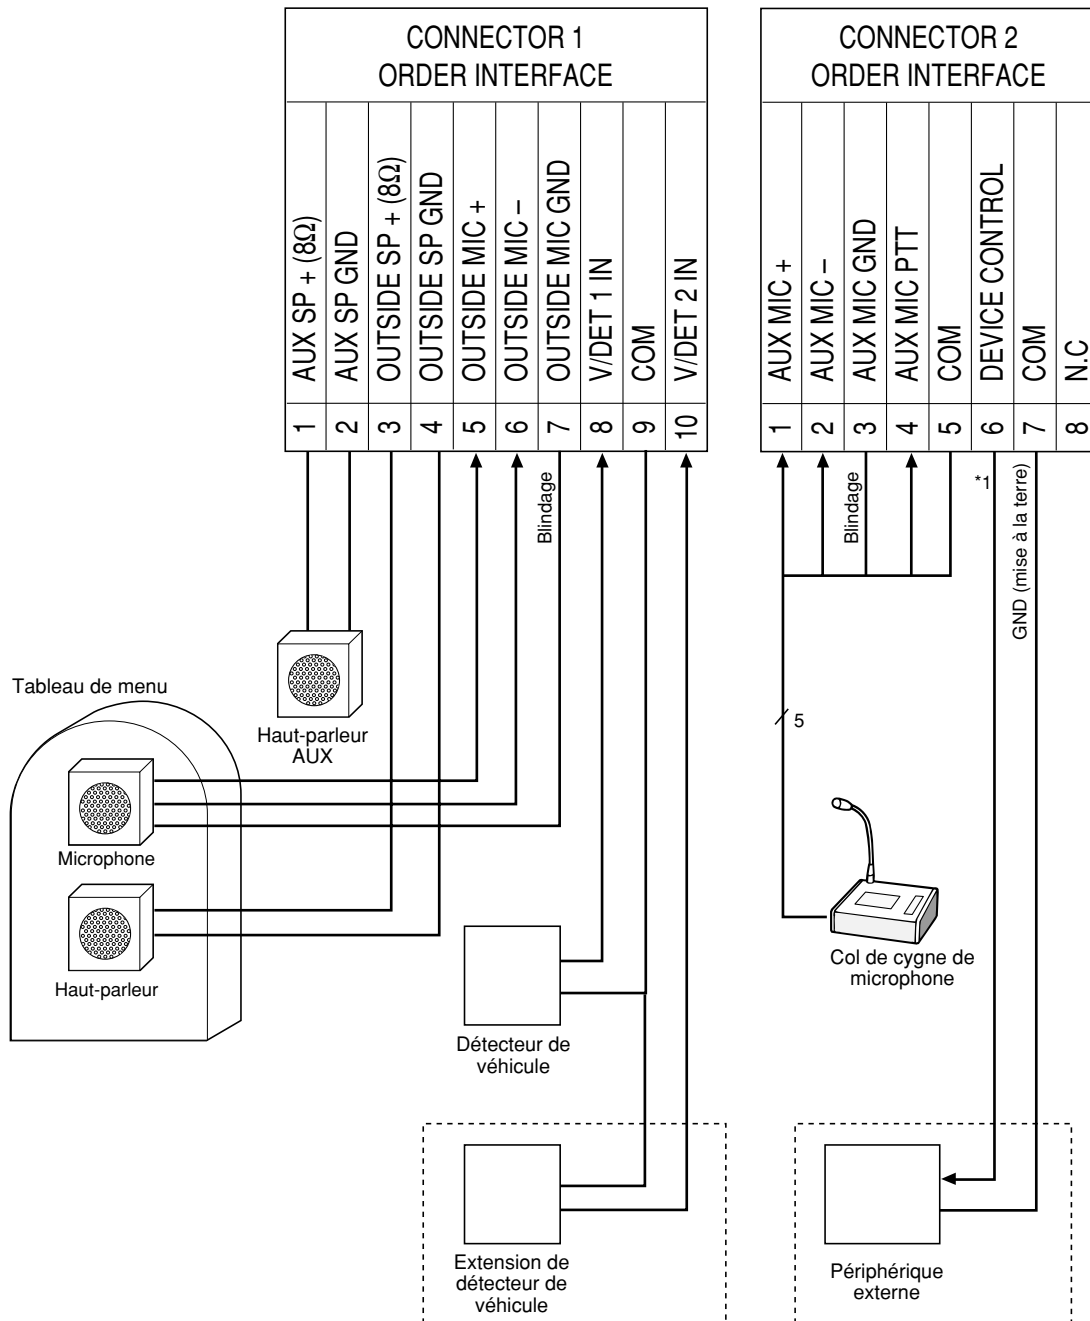 CONNECTOR 1
ORDER INTERFACE
AUX SP + (8Ω)
AUX SP GND
OUTSIDE SP + (8Ω)
OUTSIDE SP GND
OUTSIDE MIC +
OUTSIDE MIC –
OUTSIDE MIC GND
V/DET 1 IN
COM
V/DET 2 IN
1
2
3
4
5
6
7
8
9
10
CONNECTOR 2
ORDER INTERFACE
AUX MIC +
AUX MIC –
AUX MIC GND
AUX MIC PTT
COM
DEVICE CONTROL
COM
N.C
1
2
3
4
5
6
7
8
Blindage
Blindage
*1
GND (mise à la terre)
5
Tableau de menu
Haut-parleur
AUX
Microphone
Haut-parleur
Détecteur de
véhicule
Col de cygne de
microphone
Extension de
détecteur de
véhicule
Périphérique
externe